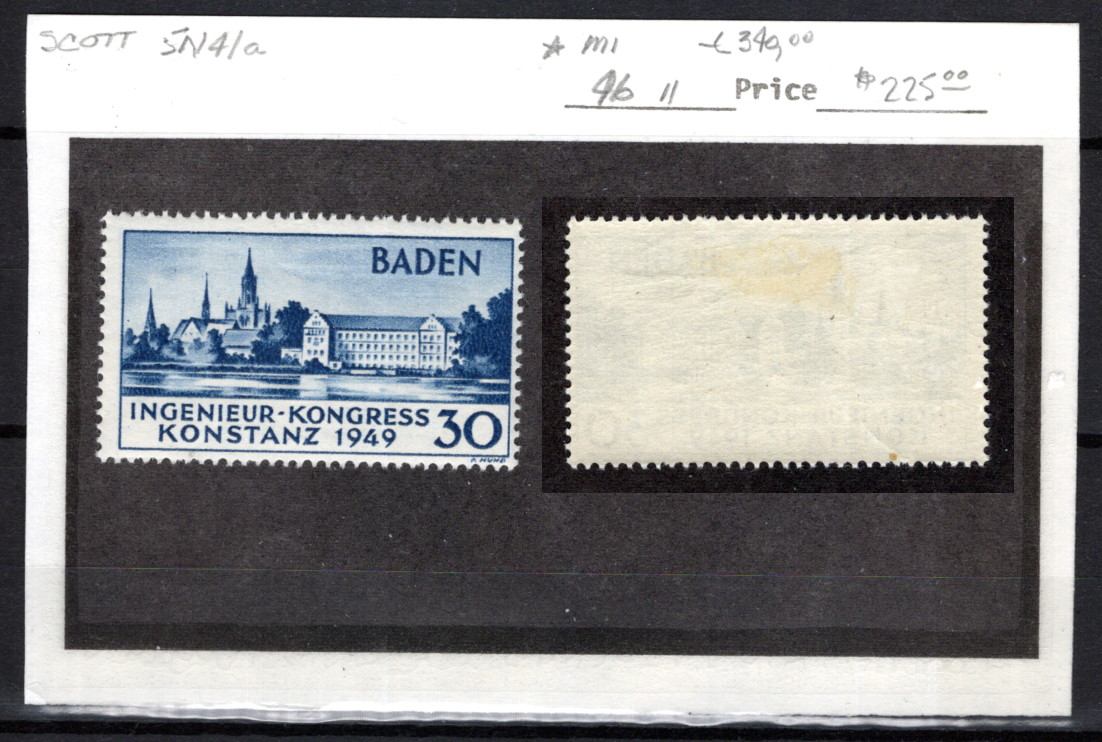 SCOTT 5N41a * MI €340,00
46 II Price $225.00
BADEN
INGENIEUR-KONGRESS
KONSTANZ 1949 30